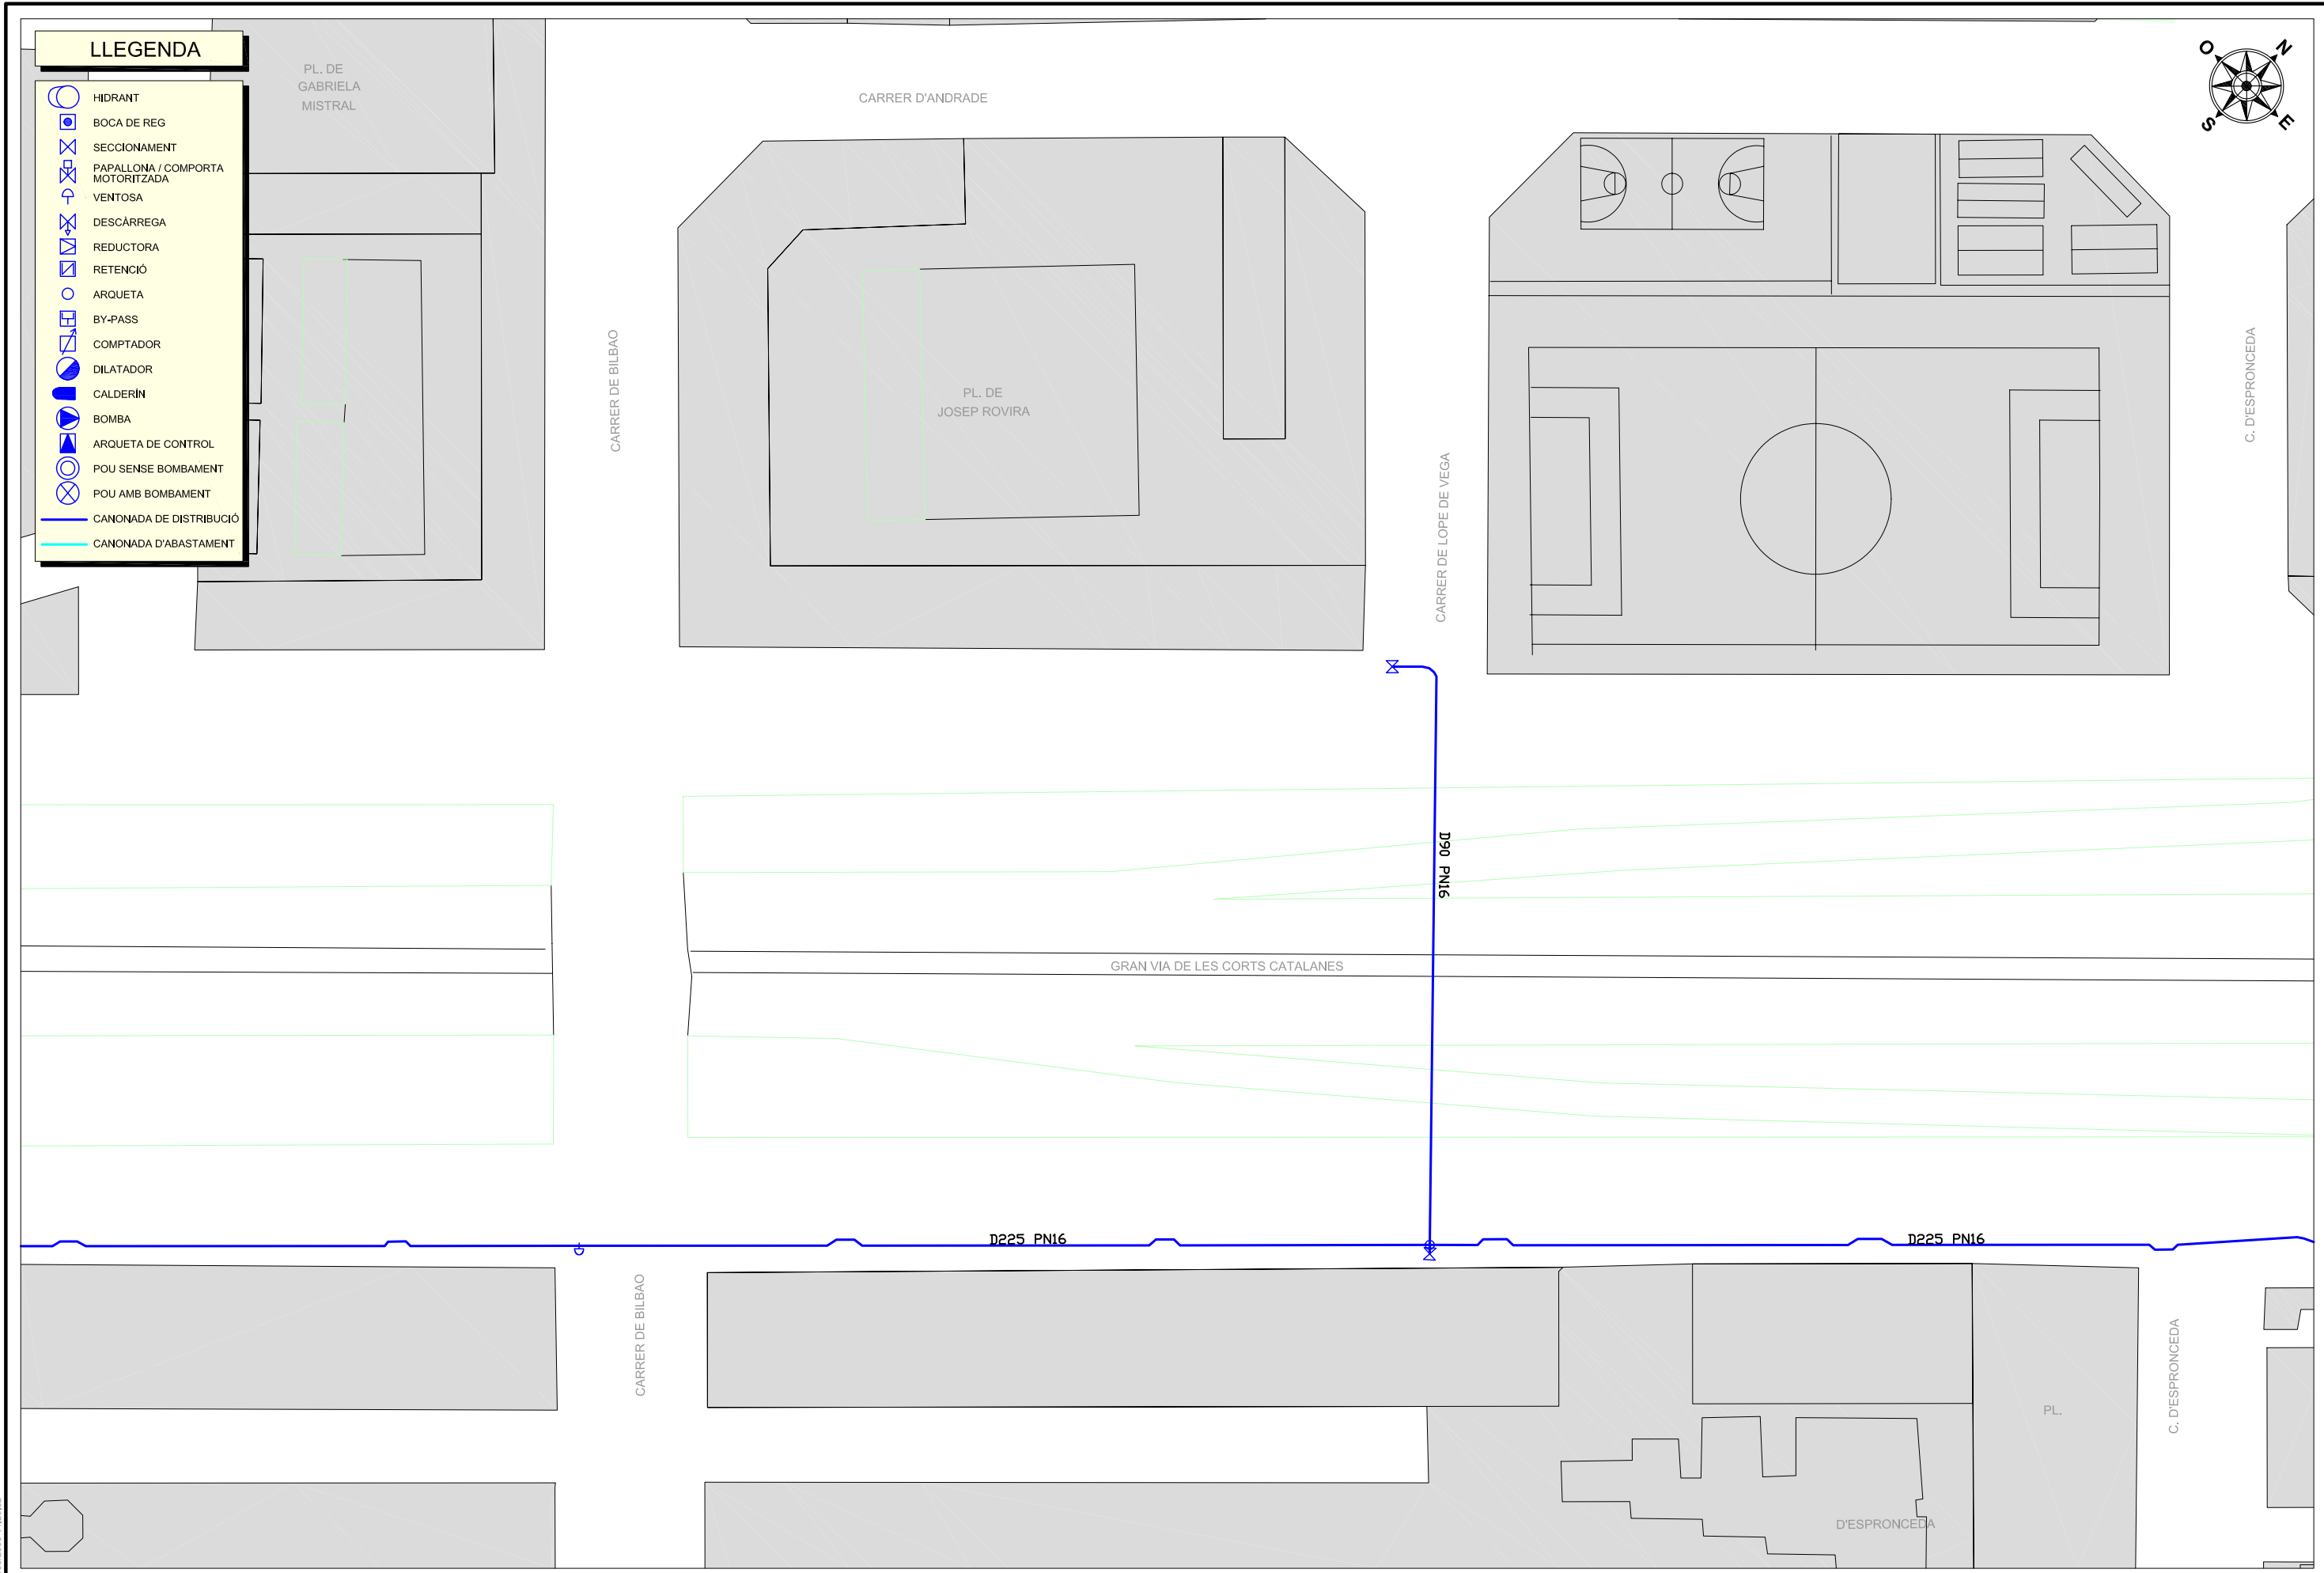 LLEGENDA
HIDRANT
BOCA DE REG
SECCIONAMENT
PAPALLONA / COMPORTA
MOTORITZADA
VENTOSA
DESCÀRREGA
REDUCTORA
RETENCIÓ
ARQUETA
BY-PASS
COMPTADOR
DILATADOR
CALDERÍN
BOMBA
ARQUETA DE CONTROL
POU SENSE BOMBAMENT
POU AMB BOMBAMENT
CANONADA DE DISTRIBUCIÓ
CANONADA D'ABASTAMENT
PL. DE
GABRIELA
MISTRAL
CARRER D'ANDRADE
O
N
S
E
CARRER DE BILBAO
PL. DE
JOSEP ROVIRA
CARRER DE LOPE DE VEGA
C. D'ESPRONCEDA
D90 PN16
GRAN VIA DE LES CORTS CATALANES
D225 PN16
D225 PN16
CARRER DE BILBAO
C. D'ESPRONCEDA
PL.
D'ESPRONCEDA